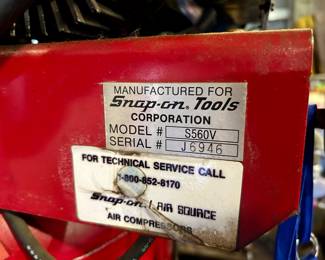 MANUFACTURED FOR
Snap-on Tools
CORPORATION
MODEL # S560V
SERIAL # J6946
FOR TECHNICAL SERVICE CALL
1-800-852-8170
Snap-on / AIR SOURCE
AIR COMPRESSORS